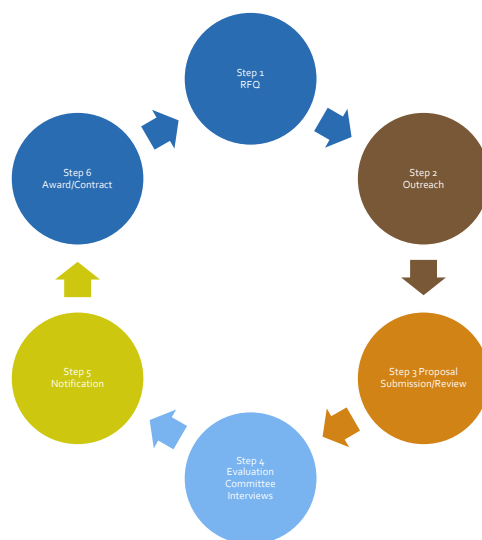 Step 1
RFQ
Step 2
Outreach
Step 3 Proposal
Submission/Review
Step 4
Evaluation
Committee
Interviews
Step 5
Notification
Step 6
Award/Contract